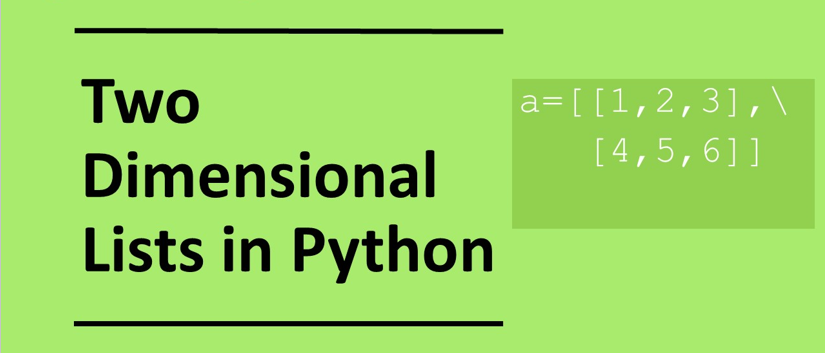 Two
Dimensional
Lists in Python
a=[[1,2,3],\
[4,5,6]]